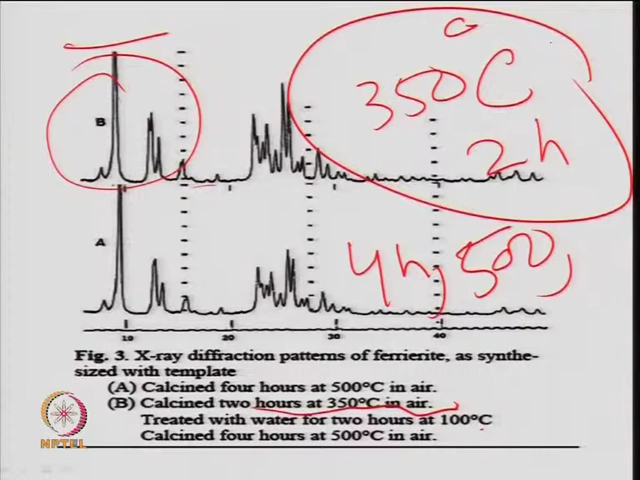 350°C
2h
B
A
4h, 500,
10
20
30
40
Fig. 3. X-ray diffraction patterns of ferrierite, as synthe-
sized with template
(A) Calcined four hours at 500°C in air.
(B) Calcined two hours at 350°C in air.
Treated with water for two hours at 100°C
Calcined four hours at 500°C in air.
NPTEL